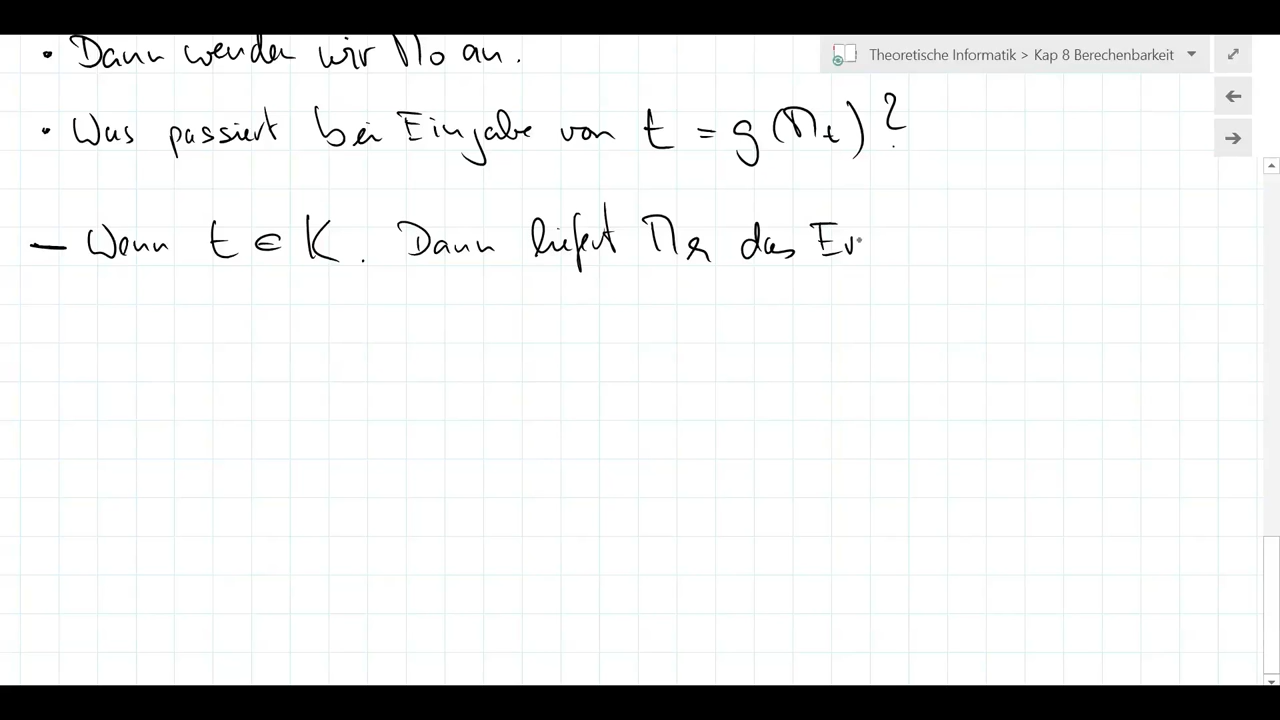 • Dann wenden wir M₀ an.
Theoretische Informatik > Kap 8 Berechenbarkeit
• Was passiert bei Eingabe von t = g(Mₜ)?
– Wenn t ∈ K. Dann liefert Mₖ das Er